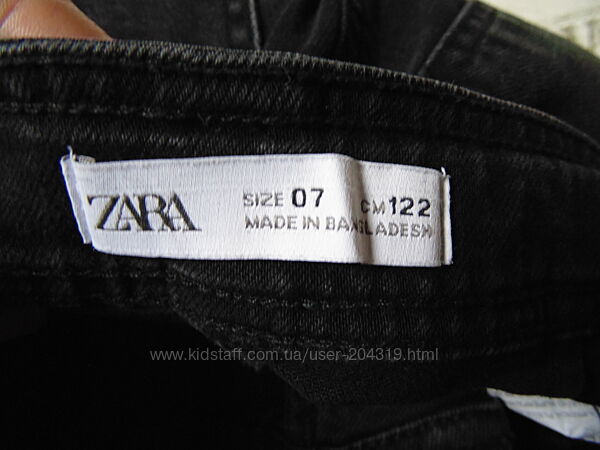 ZARA
SIZE 07 CM 122
MADE IN BANGLADESH
www.kidstaff.com.ua/user-204319.html